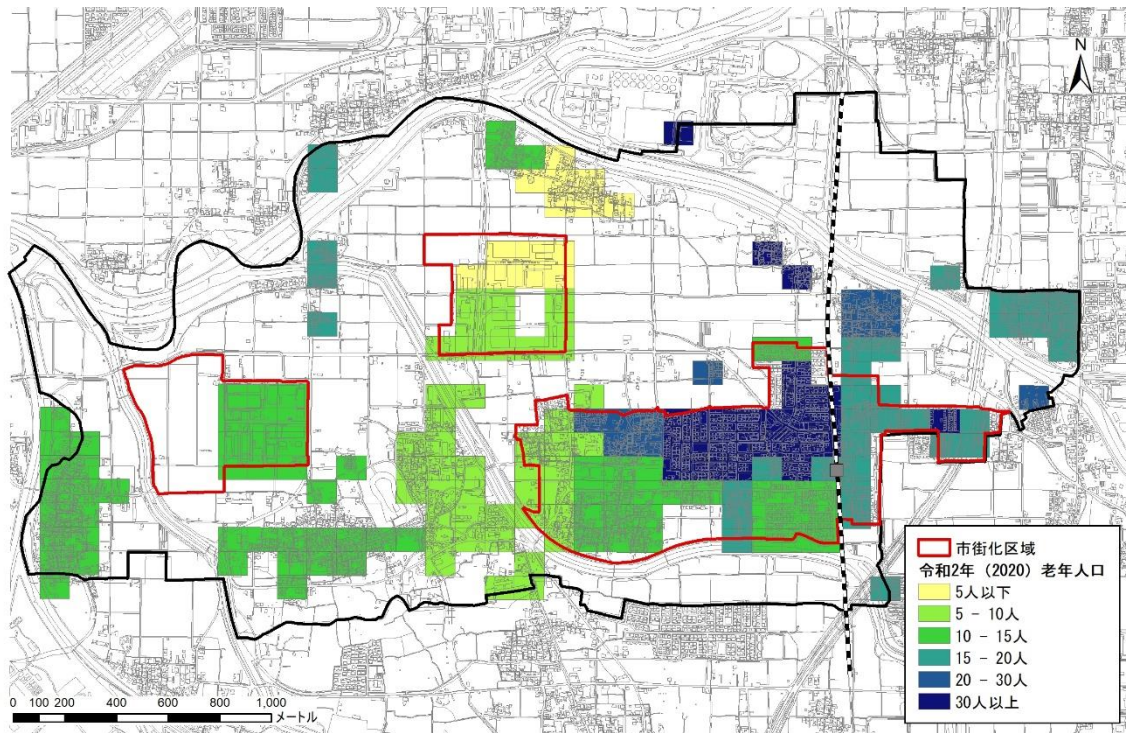 N
市街化区域
令和2年（2020）老年人口
5人以下
5 - 10人
10 - 15人
15 - 20人
20 - 30人
30人以上
0 100 200 400 600 800 1,000
メートル